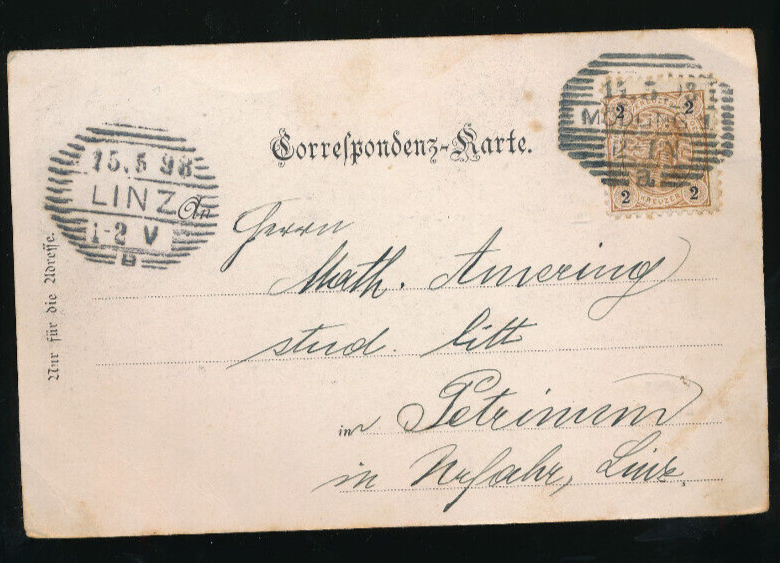 Correspondenz-Karte.
15. 5. 98
LINZ
1-2 V
B
2 2
2 KREUZER 2
An
Herrn
Math. Amering
stud. litt
in Petrinum
in Urfahr, Linz.
Nur für die Adresse.